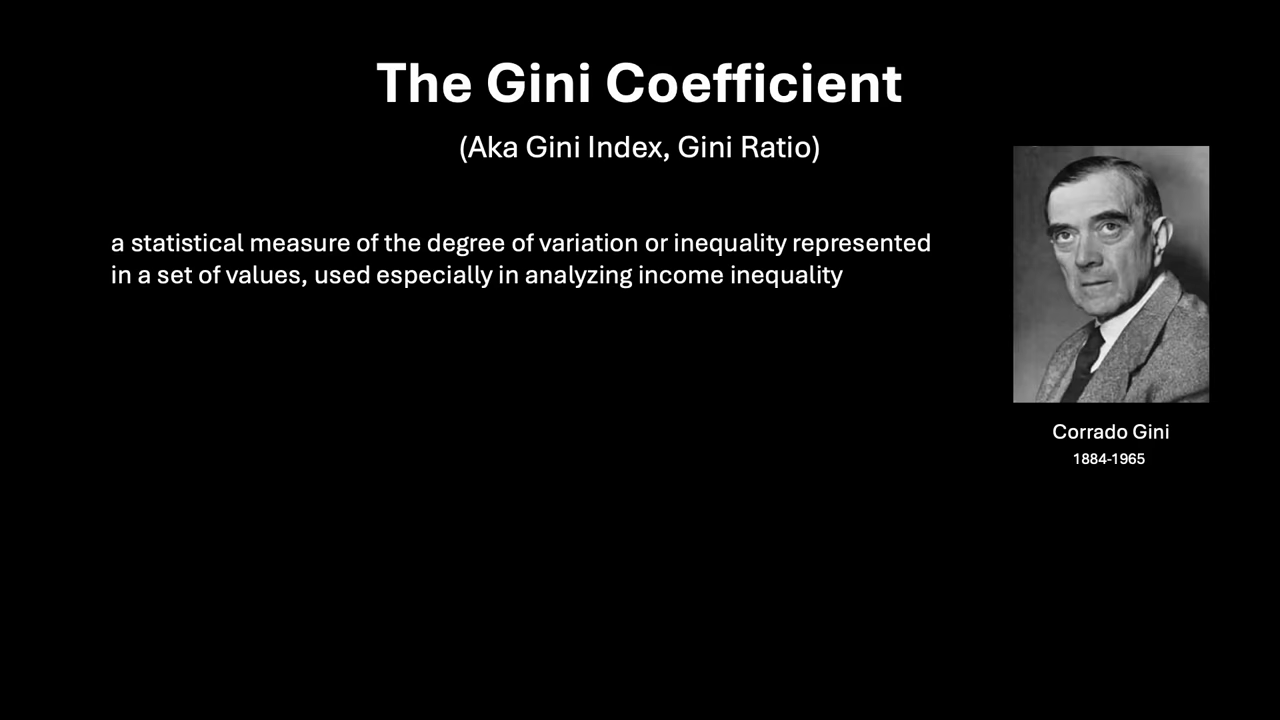 The Gini Coefficient
(Aka Gini Index, Gini Ratio)
a statistical measure of the degree of variation or inequality represented
in a set of values, used especially in analyzing income inequality
Corrado Gini
1884-1965